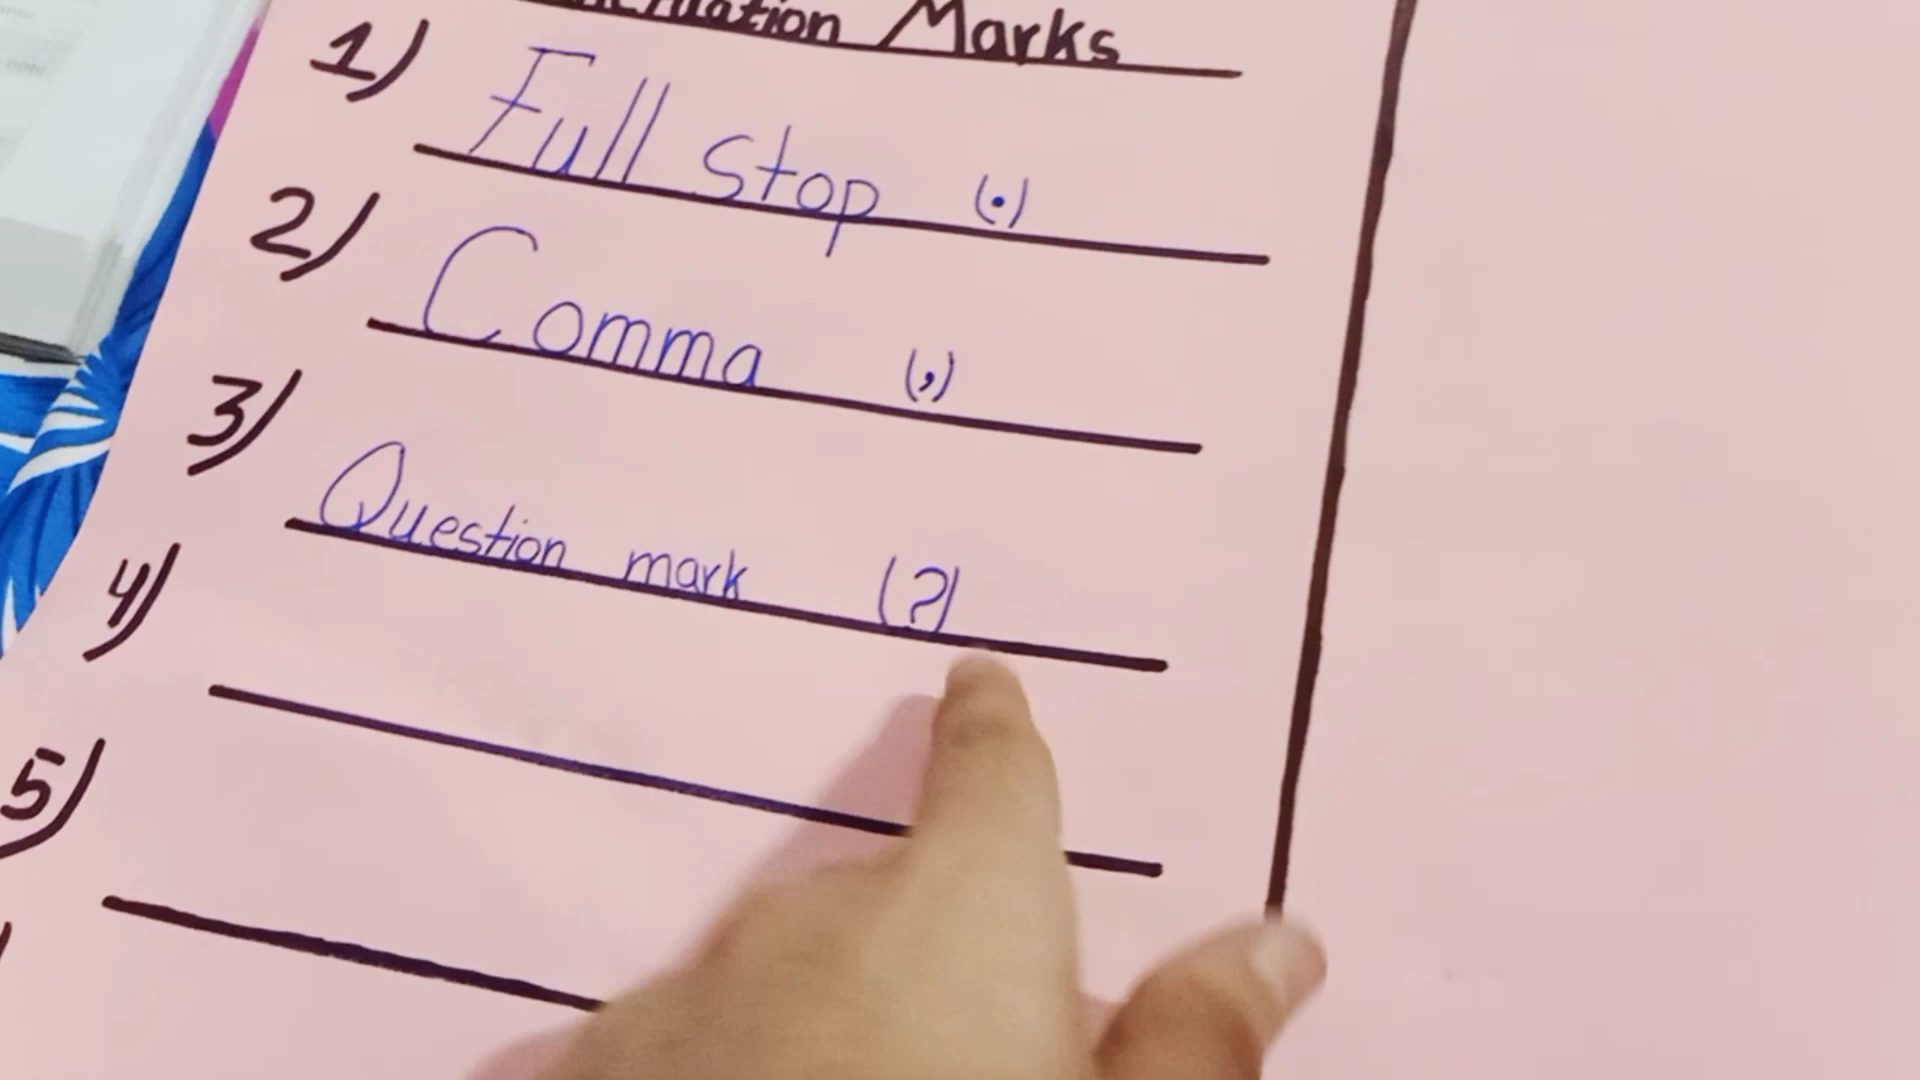 Marks
1) Full Stop (.)
2) Comma (,)
3) Question mark (?)
4)
5)